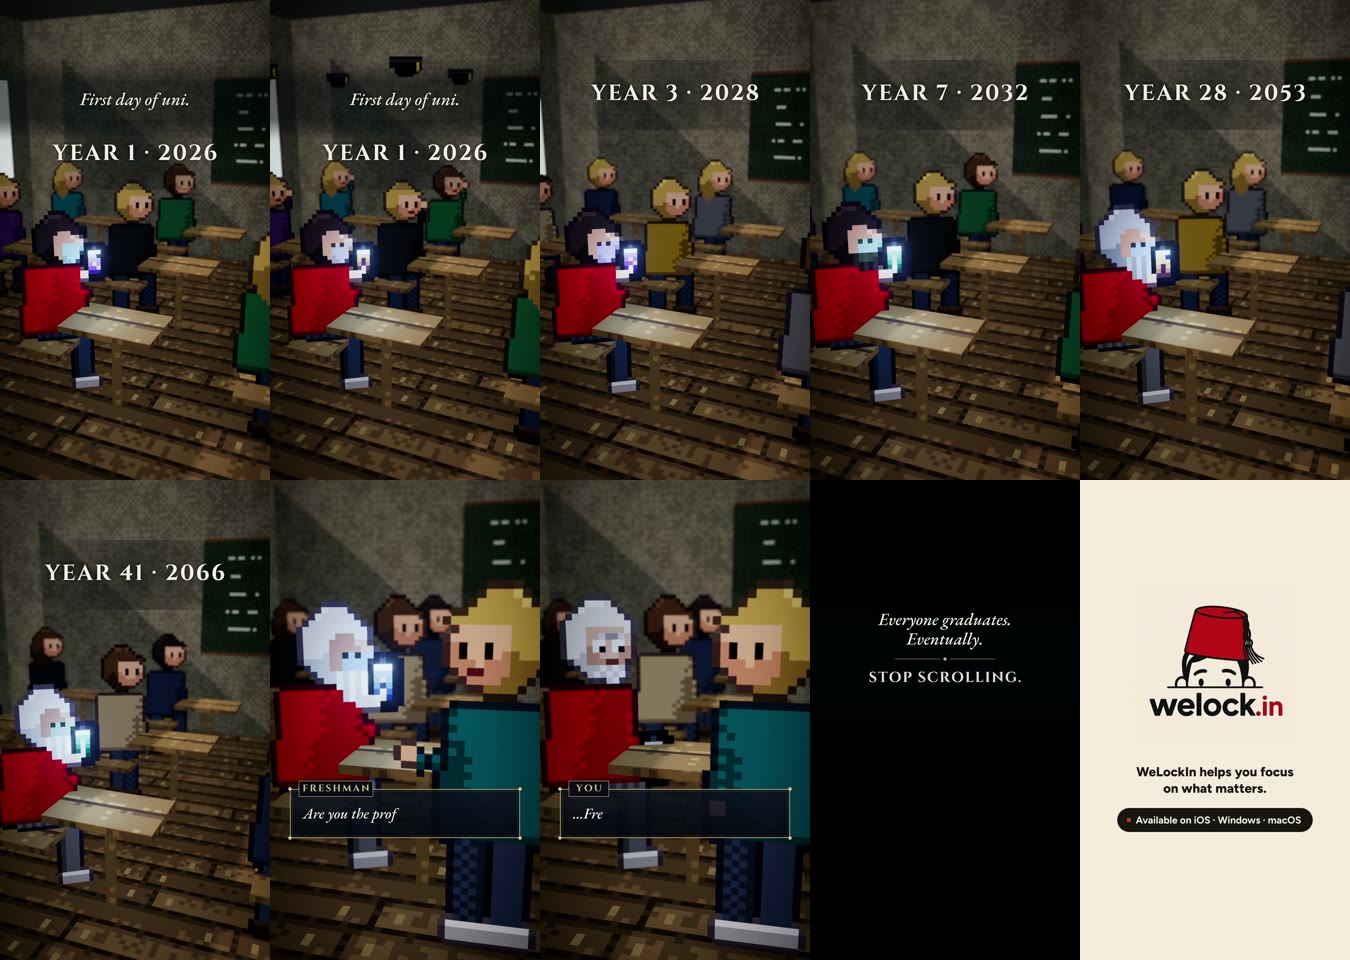 First day of uni.
YEAR 1 · 2026
First day of uni.
YEAR 1 · 2026
YEAR 3 · 2028
YEAR 7 · 2032
YEAR 28 · 2053
YEAR 41 · 2066
FRESHMAN
Are you the prof
YOU
...Fre
Everyone graduates.
Eventually.
STOP SCROLLING.
welock.in
WeLockIn helps you focus
on what matters.
Available on iOS · Windows · macOS